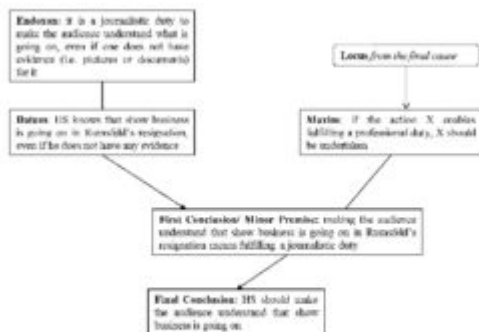 Endoxon: it is a journalistic duty to
make the audience understand what is
going on, even if one does not have
evidence (i.e. pictures or documents)
for it
Locus from the final cause
Datum: HS knows that show business
is going on in Rumsfeld's resignation,
even if he does not have any evidence
Maxim: if the action X enables
fulfilling a professional duty, X should
be undertaken
First Conclusion/ Minor Premise: making the audience
understand that show business is going on in Rumsfeld's
resignation means fulfilling a journalistic duty
Final Conclusion: HS should make
the audience understand that show
business is going on